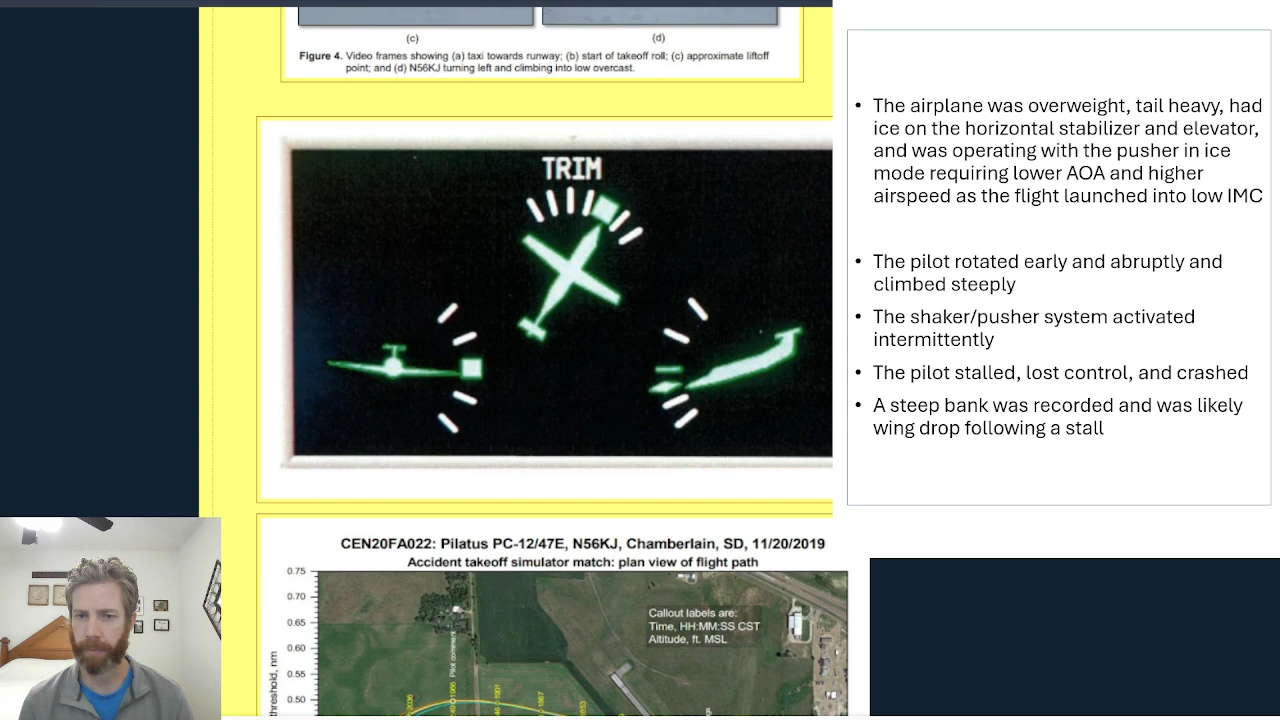 (c)
(d)
Figure 4. Video frames showing (a) taxi towards runway; (b) start of takeoff roll; (c) approximate liftoff
point; and (d) N56KJ turning left and climbing into low overcast.
TRIM
CEN20FA022: Pilatus PC-12/47E, N56KJ, Chamberlain, SD, 11/20/2019
Accident takeoff simulator match: plan view of flight path
0.75
0.70
0.65
0.60
0.55
0.50
threshold, nm
Callout labels are:
Time, HH:MM:SS CST
Altitude, ft. MSL
Pilot comment
• The airplane was overweight, tail heavy, had
ice on the horizontal stabilizer and elevator,
and was operating with the pusher in ice
mode requiring lower AOA and higher
airspeed as the flight launched into low IMC
• The pilot rotated early and abruptly and
climbed steeply
• The shaker/pusher system activated
intermittently
• The pilot stalled, lost control, and crashed
• A steep bank was recorded and was likely
wing drop following a stall